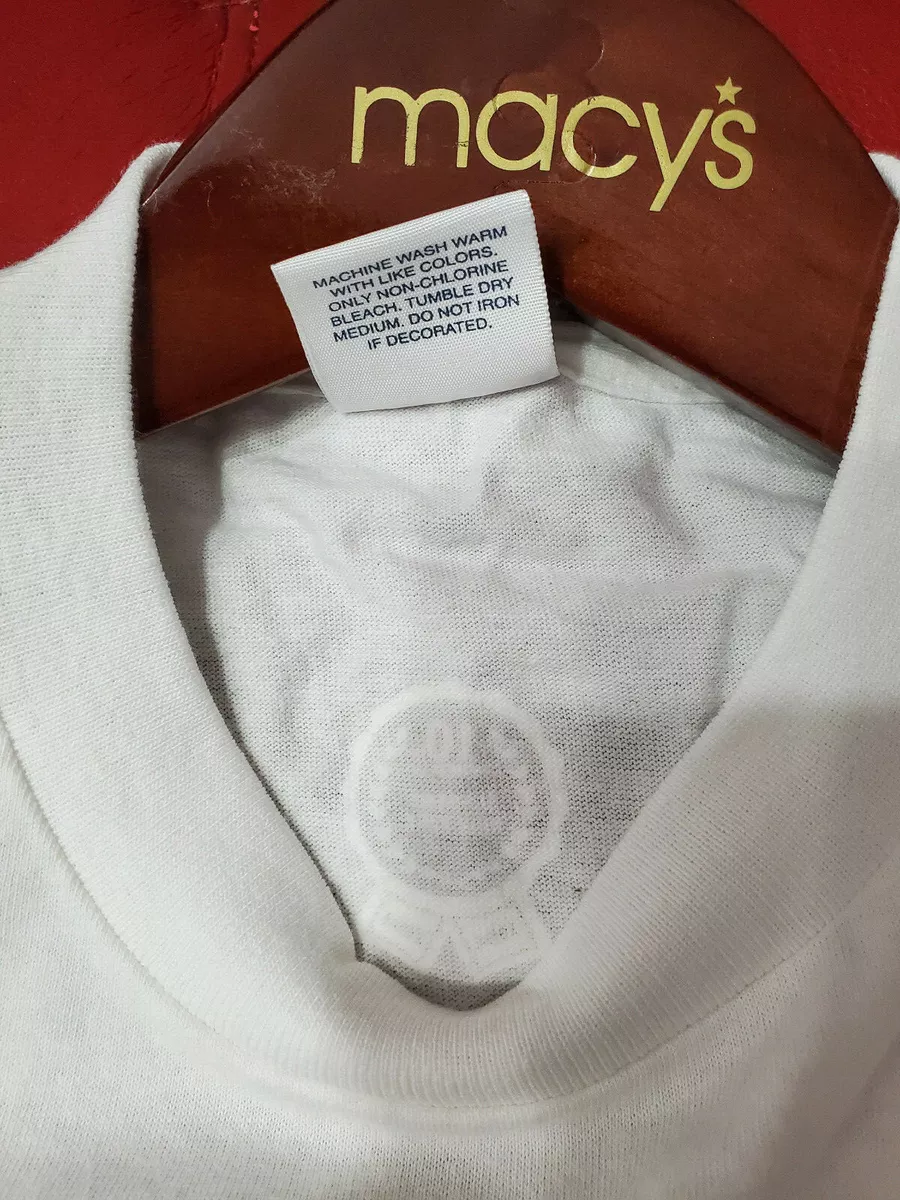 macy's
MACHINE WASH WARM
WITH LIKE COLORS.
ONLY NON-CHLORINE
BLEACH. TUMBLE DRY
MEDIUM. DO NOT IRON
IF DECORATED.